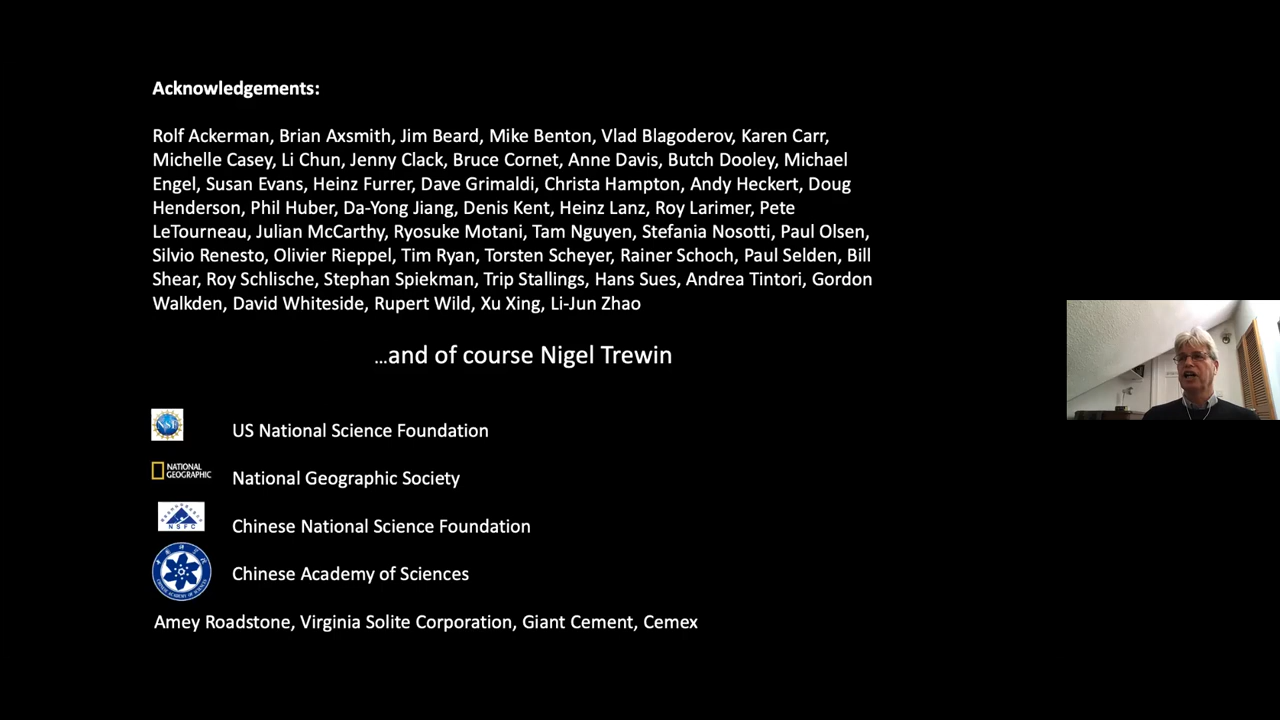 Acknowledgements:
Rolf Ackerman, Brian Axsmith, Jim Beard, Mike Benton, Vlad Blagoderov, Karen Carr,
Michelle Casey, Li Chun, Jenny Clack, Bruce Cornet, Anne Davis, Butch Dooley, Michael
Engel, Susan Evans, Heinz Furrer, Dave Grimaldi, Christa Hampton, Andy Heckert, Doug
Henderson, Phil Huber, Da-Yong Jiang, Denis Kent, Heinz Lanz, Roy Larimer, Pete
LeTourneau, Julian McCarthy, Ryosuke Motani, Tam Nguyen, Stefania Nosotti, Paul Olsen,
Silvio Renesto, Olivier Rieppel, Tim Ryan, Torsten Scheyer, Rainer Schoch, Paul Selden, Bill
Shear, Roy Schlische, Stephan Spiekman, Trip Stallings, Hans Sues, Andrea Tintori, Gordon
Walkden, David Whiteside, Rupert Wild, Xu Xing, Li-Jun Zhao
...and of course Nigel Trewin
NSF
US National Science Foundation
NATIONAL
GEOGRAPHIC
National Geographic Society
NSFC
Chinese National Science Foundation
CHINESE ACADEMY OF SCIENCES
Chinese Academy of Sciences
Amey Roadstone, Virginia Solite Corporation, Giant Cement, Cemex